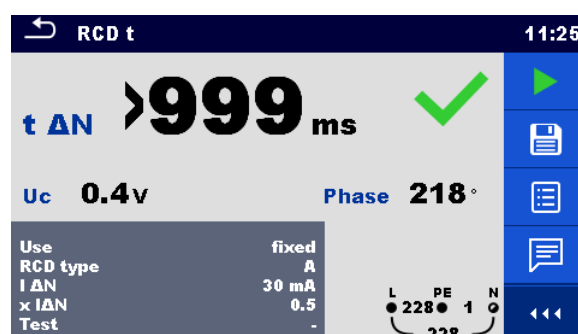 RCD t 11:25
t ΔN >999 ms
Uc 0.4V Phase 218°
Use fixed
RCD type A
I ΔN 30 mA
x IΔN 0.5
Test -
L PE N
228 1
228